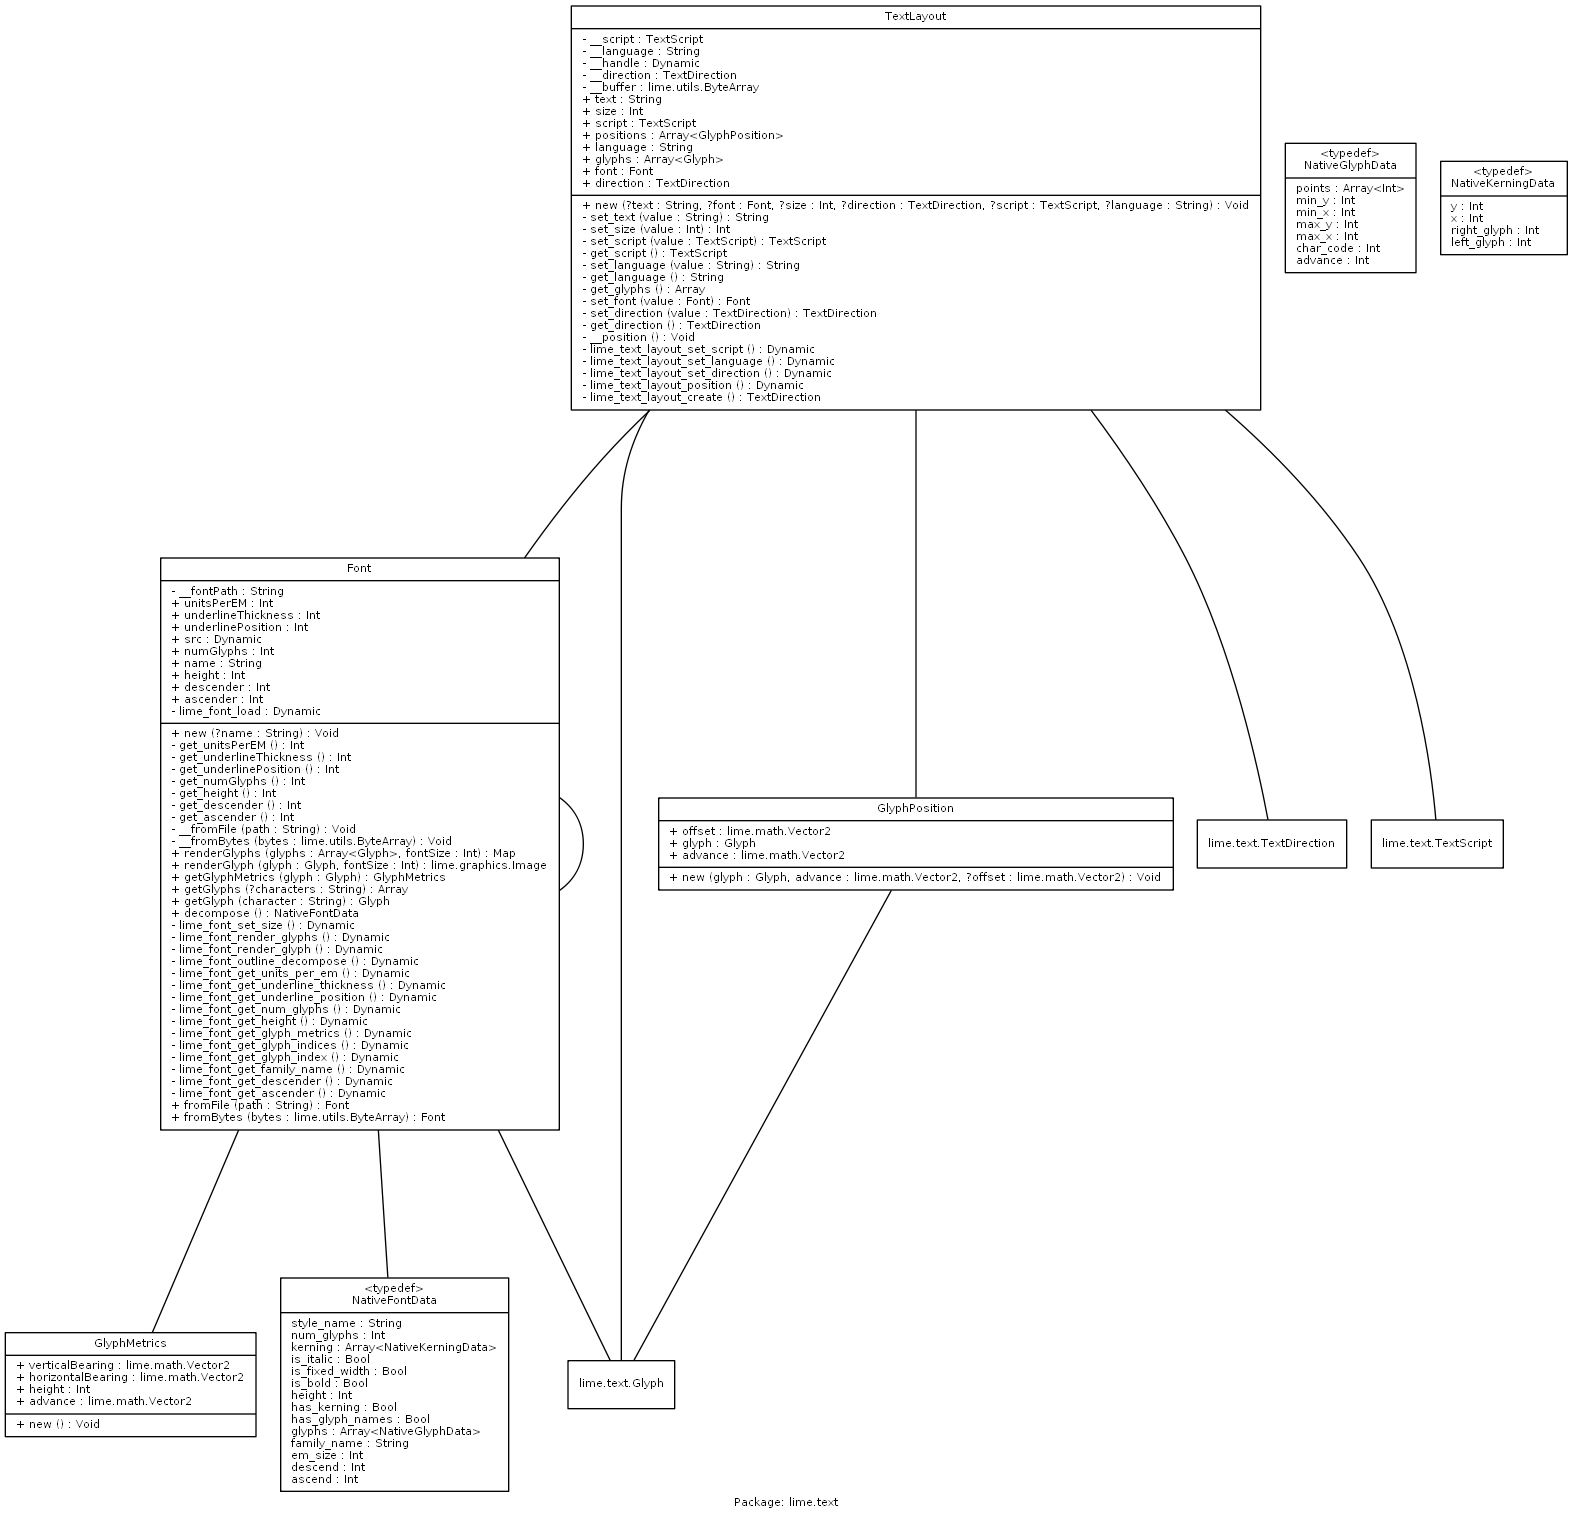 TextLayout
- __script : TextScript
- __language : String
- __handle : Dynamic
- __direction : TextDirection
- __buffer : lime.utils.ByteArray
+ text : String
+ size : Int
+ script : TextScript
+ positions : Array<GlyphPosition>
+ language : String
+ glyphs : Array<Glyph>
+ font : Font
+ direction : TextDirection
+ new (?text : String, ?font : Font, ?size : Int, ?direction : TextDirection, ?script : TextScript, ?language : String) : Void
- set_text (value : String) : String
- set_size (value : Int) : Int
- set_script (value : TextScript) : TextScript
- get_script () : TextScript
- set_language (value : String) : String
- get_language () : String
- get_glyphs () : Array
- set_font (value : Font) : Font
- set_direction (value : TextDirection) : TextDirection
- get_direction () : TextDirection
- __position () : Void
- lime_text_layout_set_script () : Dynamic
- lime_text_layout_set_language () : Dynamic
- lime_text_layout_set_direction () : Dynamic
- lime_text_layout_position () : Dynamic
- lime_text_layout_create () : TextDirection
<typedef>
NativeGlyphData
points : Array<Int>
min_y : Int
min_x : Int
max_y : Int
max_x : Int
char_code : Int
advance : Int
<typedef>
NativeKerningData
y : Int
x : Int
right_glyph : Int
left_glyph : Int
Font
- __fontPath : String
+ unitsPerEM : Int
+ underlineThickness : Int
+ underlinePosition : Int
+ src : Dynamic
+ numGlyphs : Int
+ name : String
+ height : Int
+ descender : Int
+ ascender : Int
- lime_font_load : Dynamic
+ new (?name : String) : Void
- get_unitsPerEM () : Int
- get_underlineThickness () : Int
- get_underlinePosition () : Int
- get_numGlyphs () : Int
- get_height () : Int
- get_descender () : Int
- get_ascender () : Int
- __fromFile (path : String) : Void
- __fromBytes (bytes : lime.utils.ByteArray) : Void
+ renderGlyphs (glyphs : Array<Glyph>, fontSize : Int) : Map
+ renderGlyph (glyph : Glyph, fontSize : Int) : lime.graphics.Image
+ getGlyphMetrics (glyph : Glyph) : GlyphMetrics
+ getGlyphs (?characters : String) : Array
+ getGlyph (character : String) : Glyph
+ decompose () : NativeFontData
- lime_font_set_size () : Dynamic
- lime_font_render_glyphs () : Dynamic
- lime_font_render_glyph () : Dynamic
- lime_font_outline_decompose () : Dynamic
- lime_font_get_units_per_em () : Dynamic
- lime_font_get_underline_thickness () : Dynamic
- lime_font_get_underline_position () : Dynamic
- lime_font_get_num_glyphs () : Dynamic
- lime_font_get_height () : Dynamic
- lime_font_get_glyph_metrics () : Dynamic
- lime_font_get_glyph_indices () : Dynamic
- lime_font_get_glyph_index () : Dynamic
- lime_font_get_family_name () : Dynamic
- lime_font_get_descender () : Dynamic
- lime_font_get_ascender () : Dynamic
+ fromFile (path : String) : Font
+ fromBytes (bytes : lime.utils.ByteArray) : Font
GlyphPosition
+ offset : lime.math.Vector2
+ glyph : Glyph
+ advance : lime.math.Vector2
+ new (glyph : Glyph, advance : lime.math.Vector2, ?offset : lime.math.Vector2) : Void
lime.text.TextDirection
lime.text.TextScript
GlyphMetrics
+ verticalBearing : lime.math.Vector2
+ horizontalBearing : lime.math.Vector2
+ height : Int
+ advance : lime.math.Vector2
+ new () : Void
<typedef>
NativeFontData
style_name : String
num_glyphs : Int
kerning : Array<NativeKerningData>
is_italic : Bool
is_fixed_width : Bool
is_bold : Bool
height : Int
has_kerning : Bool
has_glyph_names : Bool
glyphs : Array<NativeGlyphData>
family_name : String
em_size : Int
descend : Int
ascend : Int
lime.text.Glyph
Package: lime.text